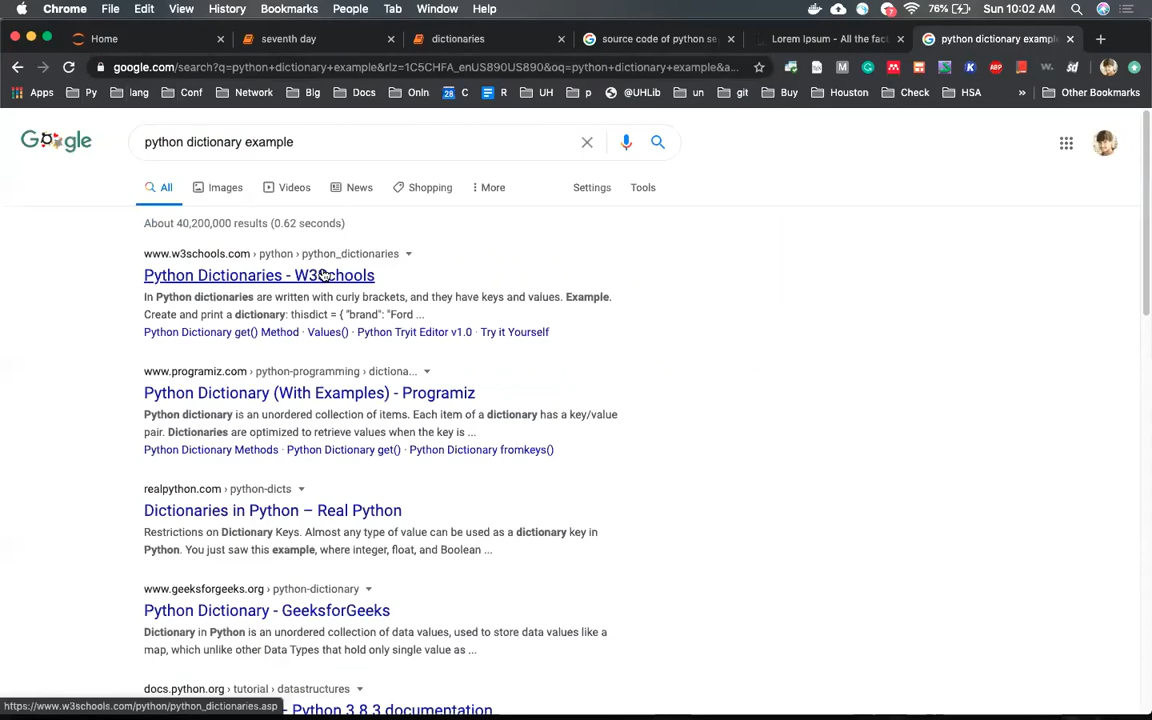 Chrome File Edit View History Bookmarks People Tab Window Help 7 76% Sun 10:02 AM
Home seventh day dictionaries source code of python se Lorem Ipsum - All the fact python dictionary example
google.com/search?q=python+dictionary+example&rlz=1C5CHFA_enUS890US890&oq=python+dictionary+example&a...
Apps Py lang Conf Network Big Docs OnIn 28 C R UH p @UHLib un git Buy Houston Check HSA » Other Bookmarks
Google python dictionary example
All Images Videos News Shopping More Settings Tools
About 40,200,000 results (0.62 seconds)
www.w3schools.com › python › python_dictionaries
Python Dictionaries - W3Schools
In Python dictionaries are written with curly brackets, and they have keys and values. Example.
Create and print a dictionary: thisdict = { "brand": "Ford ...
Python Dictionary get() Method · Values() · Python Tryit Editor v1.0 · Try it Yourself
www.programiz.com › python-programming › dictiona...
Python Dictionary (With Examples) - Programiz
Python dictionary is an unordered collection of items. Each item of a dictionary has a key/value
pair. Dictionaries are optimized to retrieve values when the key is ...
Python Dictionary Methods · Python Dictionary get() · Python Dictionary fromkeys()
realpython.com › python-dicts
Dictionaries in Python – Real Python
Restrictions on Dictionary Keys. Almost any type of value can be used as a dictionary key in
Python. You just saw this example, where integer, float, and Boolean ...
www.geeksforgeeks.org › python-dictionary
Python Dictionary - GeeksforGeeks
Dictionary in Python is an unordered collection of data values, used to store data values like a
map, which unlike other Data Types that hold only single value as ...
docs.python.org › tutorial › datastructures
- Python 3.8.3 documentation
https://www.w3schools.com/python/python_dictionaries.asp